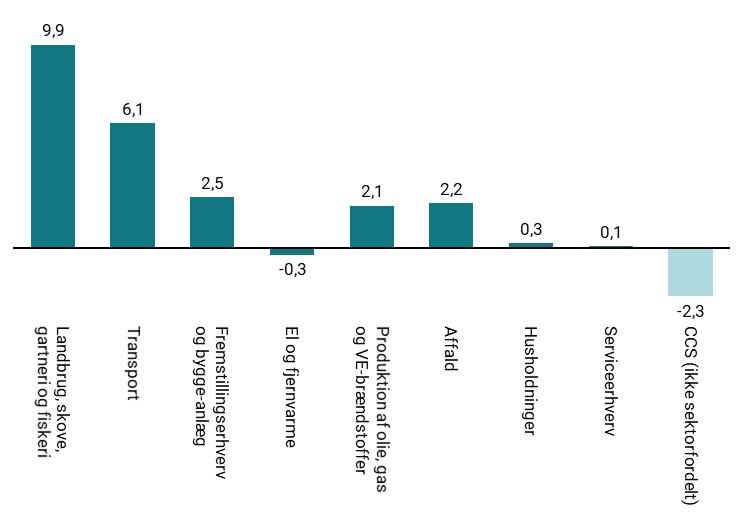 9,9
6,1
2,5
-0,3
2,1
2,2
0,3
0,1
-2,3
Landbrug, skove,
gartneri og fiskeri
Transport
Fremstillingserhverv
og bygge-anlæg
El og fjernvarme
Produktion af olie, gas
og VE-brændstoffer
Affald
Husholdninger
Serviceerhverv
CCS (ikke sektorfordelt)